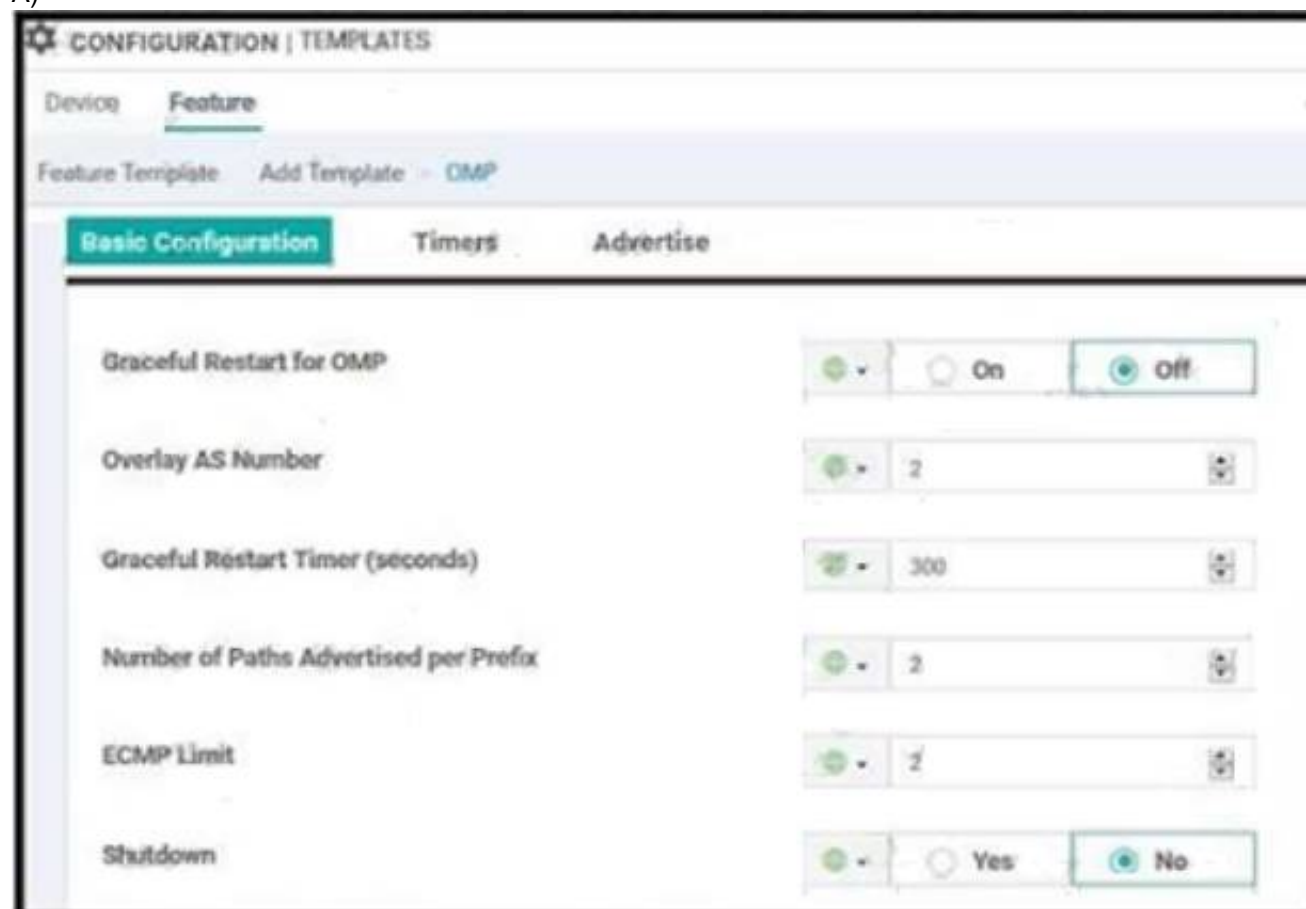 A)
CONFIGURATION | TEMPLATES
Device Feature
Feature Template Add Template OMP
Basic Configuration Timers Advertise
Graceful Restart for OMP On Off
Overlay AS Number 2
Graceful Restart Timer (seconds) 300
Number of Paths Advertised per Prefix 2
ECMP Limit 2
Shutdown Yes No